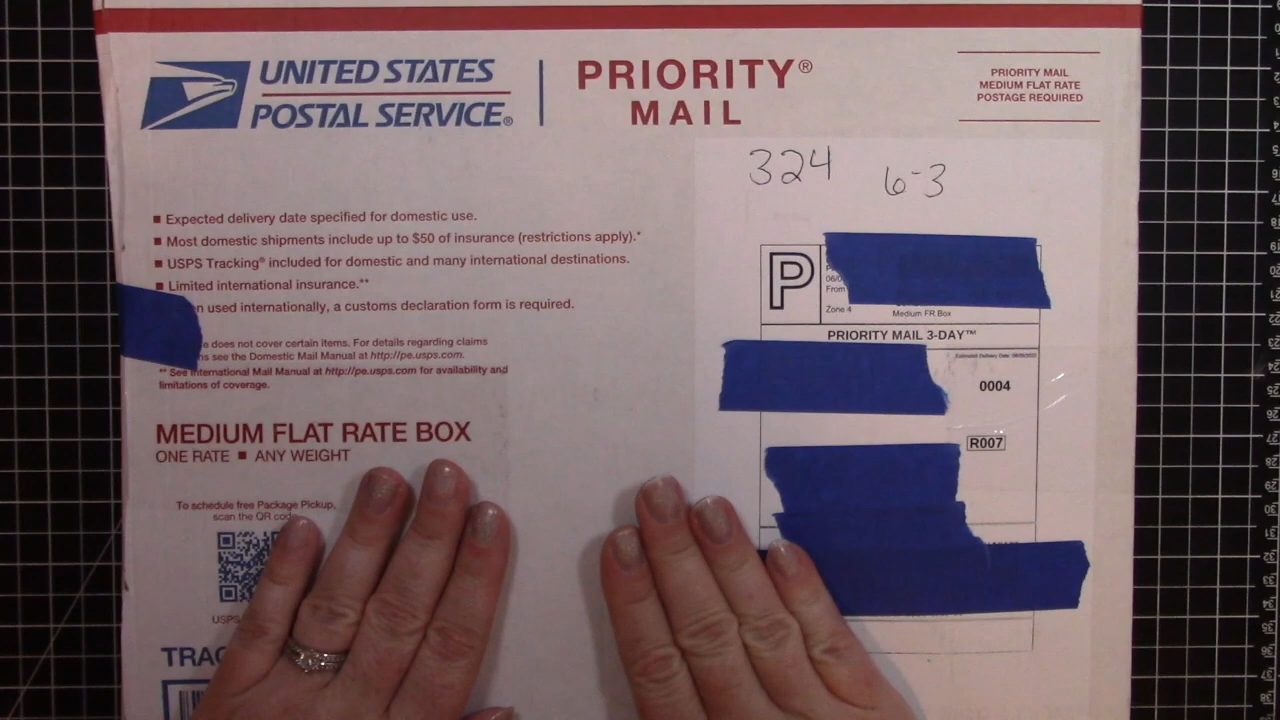 UNITED STATES
POSTAL SERVICE®
PRIORITY®
MAIL
PRIORITY MAIL
MEDIUM FLAT RATE
POSTAGE REQUIRED
324 6-3
■ Expected delivery date specified for domestic use.
■ Most domestic shipments include up to $50 of insurance (restrictions apply).*
■ USPS Tracking® included for domestic and many international destinations.
■ Limited international insurance.**
used internationally, a customs declaration form is required.
does not cover certain items. For details regarding claims
see the Domestic Mail Manual at http://pe.usps.com.
** See International Mail Manual at http://pe.usps.com for availability and
limitations of coverage.
MEDIUM FLAT RATE BOX
ONE RATE ■ ANY WEIGHT
To schedule free Package Pickup,
scan the QR code
USPS
P
From
Zone 4
Medium FR Box
PRIORITY MAIL 3-DAY™
0004
R007